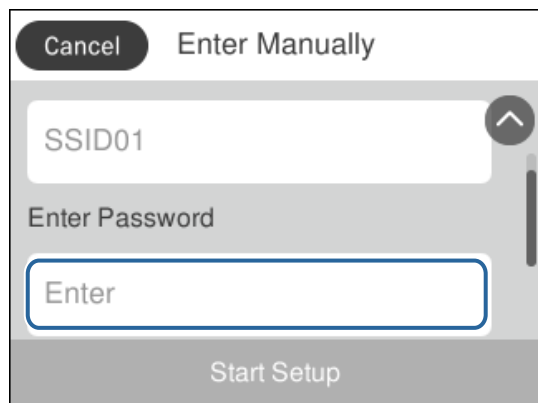 Cancel Enter Manually
SSID01
Enter Password
Enter
Start Setup